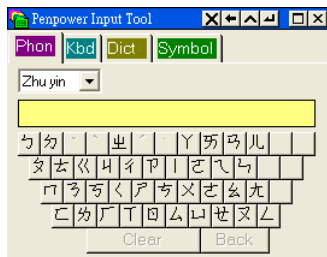 Penpower Input Tool
Phon Kbd Dict Symbol
Zhu yin
ㄅ ㄉ ˇ ˋ ㄓ ˊ ˙ ㄚ ㄞ ㄢ ㄦ
ㄆ ㄊ ㄍ ㄐ ㄔ ㄗ ㄧ ㄛ ㄟ ㄣ
ㄇ ㄋ ㄎ ㄑ ㄕ ㄘ ㄨ ㄜ ㄠ ㄤ
ㄈ ㄌ ㄏ ㄒ ㄖ ㄙ ㄩ ㄝ ㄡ ㄥ
Clear Back